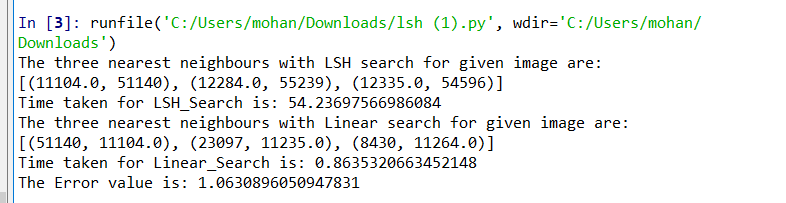 In [3]: runfile('C:/Users/mohan/Downloads/lsh (1).py', wdir='C:/Users/mohan/
Downloads')
The three nearest neighbours with LSH search for given image are:
[(11104.0, 51140), (12284.0, 55239), (12335.0, 54596)]
Time taken for LSH_Search is: 54.23697566986084
The three nearest neighbours with Linear search for given image are:
[(51140, 11104.0), (23097, 11235.0), (8430, 11264.0)]
Time taken for Linear_Search is: 0.8635320663452148
The Error value is: 1.0630896050947831